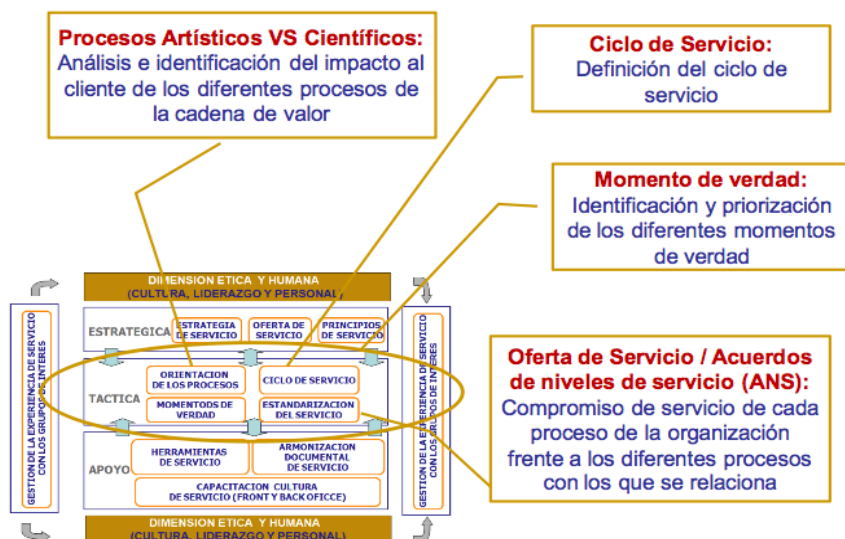 Procesos Artísticos VS Científicos:
Análisis e identificación del impacto al
cliente de los diferentes procesos de
la cadena de valor
Ciclo de Servicio:
Definición del ciclo de
servicio
Momento de verdad:
Identificación y priorización
de los diferentes momentos
de verdad
Oferta de Servicio / Acuerdos
de niveles de servicio (ANS):
Compromiso de servicio de cada
proceso de la organización
frente a los diferentes procesos
con los que se relaciona
DIMENSION ETICA Y HUMANA
(CULTURA, LIDERAZGO Y PERSONAL)
GESTION DE LA EXPERIENCIA DE SERVICIO
CON LOS GRUPOS DE INTERES
ESTRATEGICA
ESTRATEGIA
DE SERVICIO
OFERTA DE
SERVICIO
PRINCIPIOS
DE SERVICIO
TACTICA
ORIENTACION
DE LOS PROCESOS
CICLO DE SERVICIO
MOMENTODS DE
VERDAD
ESTANDARIZACION
DEL SERVICIO
APOYO
HERRAMIENTAS
DE SERVICIO
ARMONIZACION
DOCUMENTAL
DE SERVICIO
CAPACITACION CULTURA
DE SERVICIO (FRONT Y BACK OFICCE)
GESTION DE LA EXPERIENCIA DE SERVICIO
CON LOS GRUPOS DE INTERES
DIMENSION ETICA Y HUMANA
(CULTURA, LIDERAZGO Y PERSONAL)